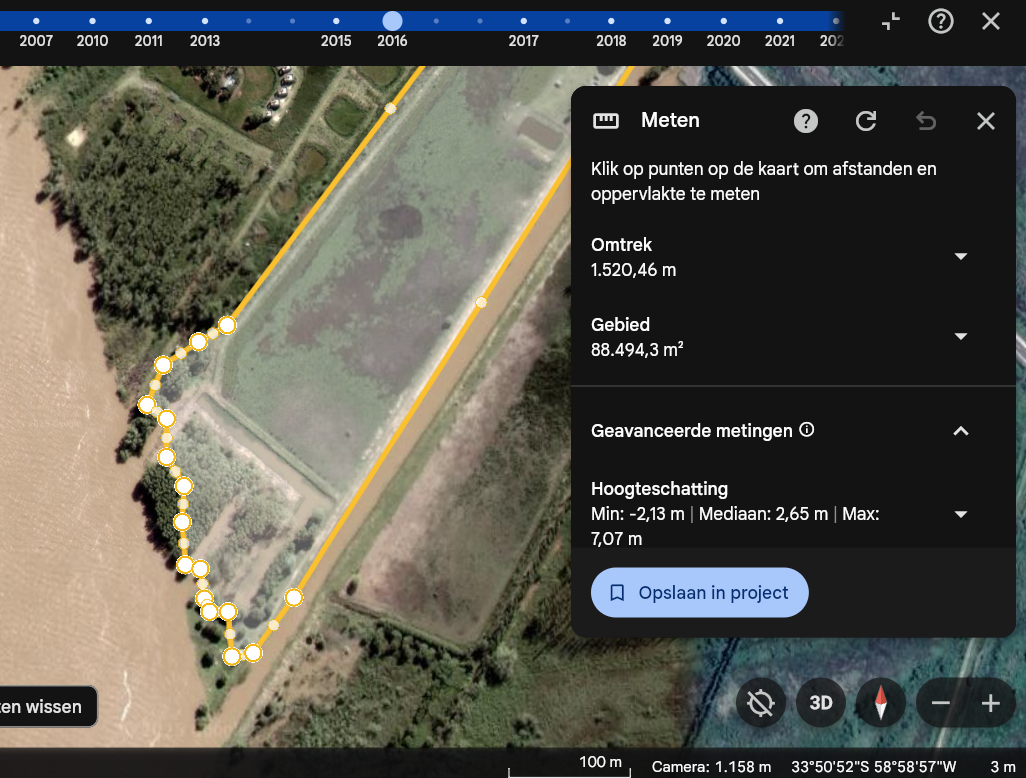 2007 2010 2011 2013 2015 2016 2017 2018 2019 2020 2021
Meten
Klik op punten op de kaart om afstanden en
oppervlakte te meten
Omtrek
1.520,46 m
Gebied
88.494,3 m²
Geavanceerde metingen
Hoogteschatting
Min: -2,13 m | Mediaan: 2,65 m | Max:
7,07 m
Opslaan in project
wissen
3D
100 m Camera: 1.158 m 33°50'52"S 58°58'57"W 3 m